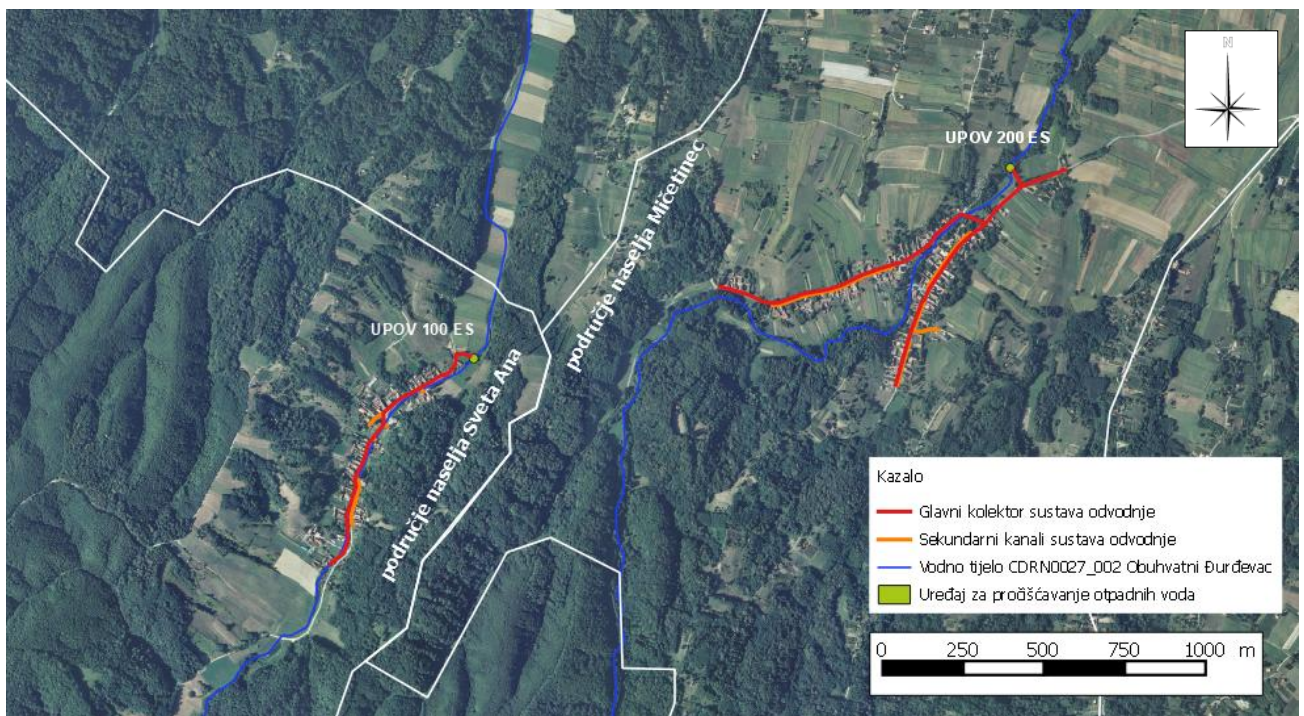 N
UPOV 200 ES
područje naselja Mičetinec
UPOV 100 ES
područje naselja Sveta Ana
Kazalo
Glavni kolektor sustava odvodnje
Sekundarni kanali sustava odvodnje
Vodno tijelo CDRN0027_002 Obuhvatni Đurđevac
Uređaj za pročišćavanje otpadnih voda
0 250 500 750 1000 m